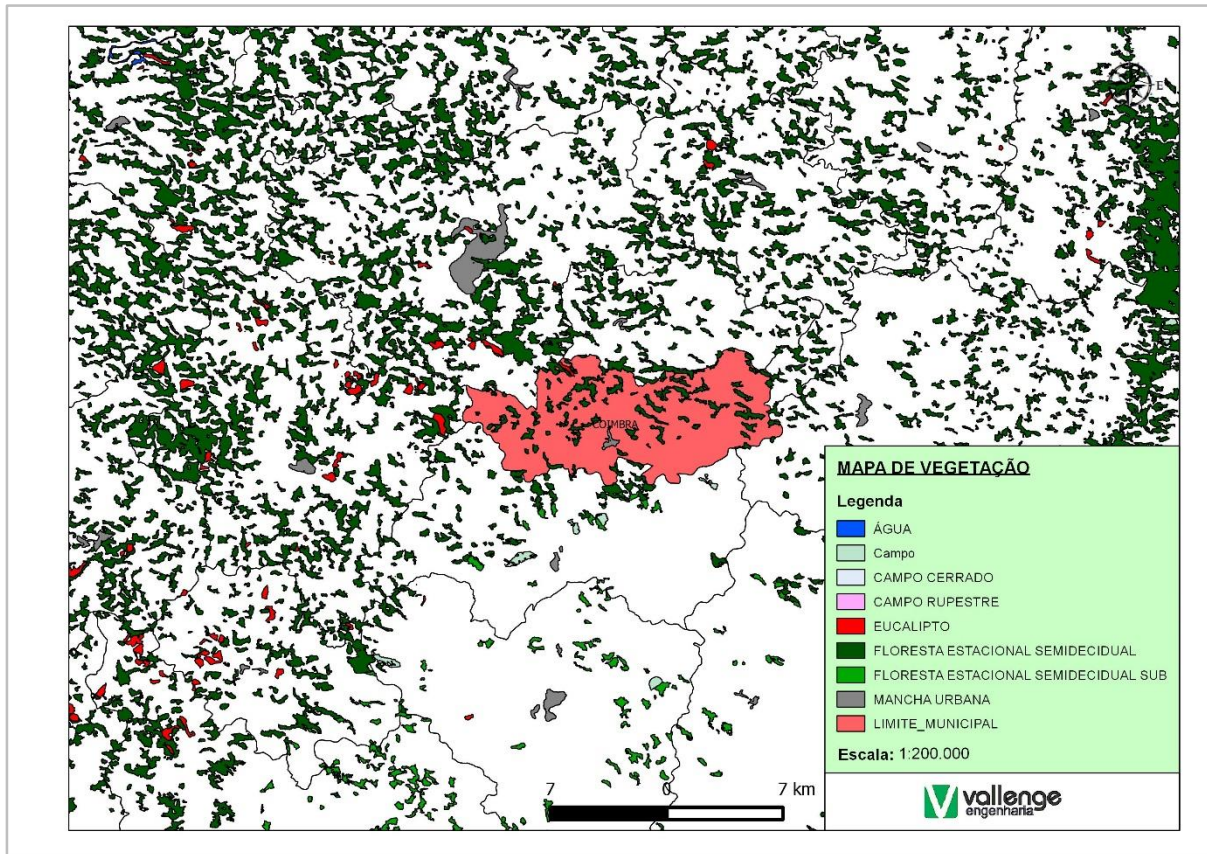 E
COIMBRA
MAPA DE VEGETAÇÃO
Legenda
ÁGUA
Campo
CAMPO CERRADO
CAMPO RUPESTRE
EUCALIPTO
FLORESTA ESTACIONAL SEMIDECIDUAL
FLORESTA ESTACIONAL SEMIDECIDUAL SUB
MANCHA URBANA
LIMITE_MUNICIPAL
Escala: 1:200.000
7 0 7 km
vallenge
engenharia